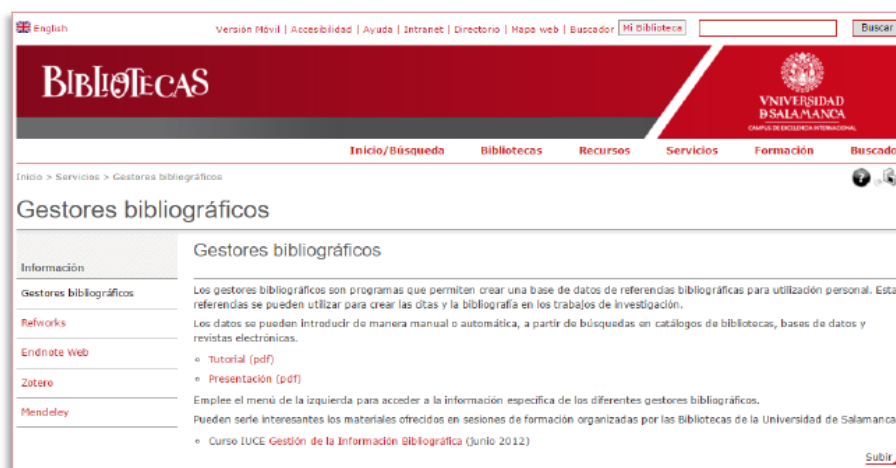 English
Versión Móvil | Accesibilidad | Ayuda | Intranet | Directorio | Mapa web | Buscador Mi Biblioteca Buscar
BIBLIOTECAS
VNIVERSIDAD
D SALAMANCA
CAMPUS DE EXCELENCIA INTERNACIONAL
Inicio/Búsqueda Bibliotecas Recursos Servicios Formación Buscado
Inicio > Servicios > Gestores bibliográficos
Gestores bibliográficos
Gestores bibliográficos
Información
Gestores bibliográficos
Los gestores bibliográficos son programas que permiten crear una base de datos de referencias bibliográficas para utilización personal. Esta
referencias se pueden utilizar para crear las citas y la bibliografía en los trabajos de investigación.
Refworks
Los datos se pueden introducir de manera manual o automática, a partir de búsquedas en catálogos de bibliotecas, bases de datos y
revistas electrónicas.
Endnote Web
Tutorial (pdf)
Zotero
Presentación (pdf)
Emplee el menú de la izquierda para acceder a la información específica de los diferentes gestores bibliográficos.
Mendeley
Pueden serle interesantes los materiales ofrecidos en sesiones de formación organizadas por las Bibliotecas de la Universidad de Salamanca
Curso IUCE Gestión de la Información Bibliográfica (junio 2012)
Subir